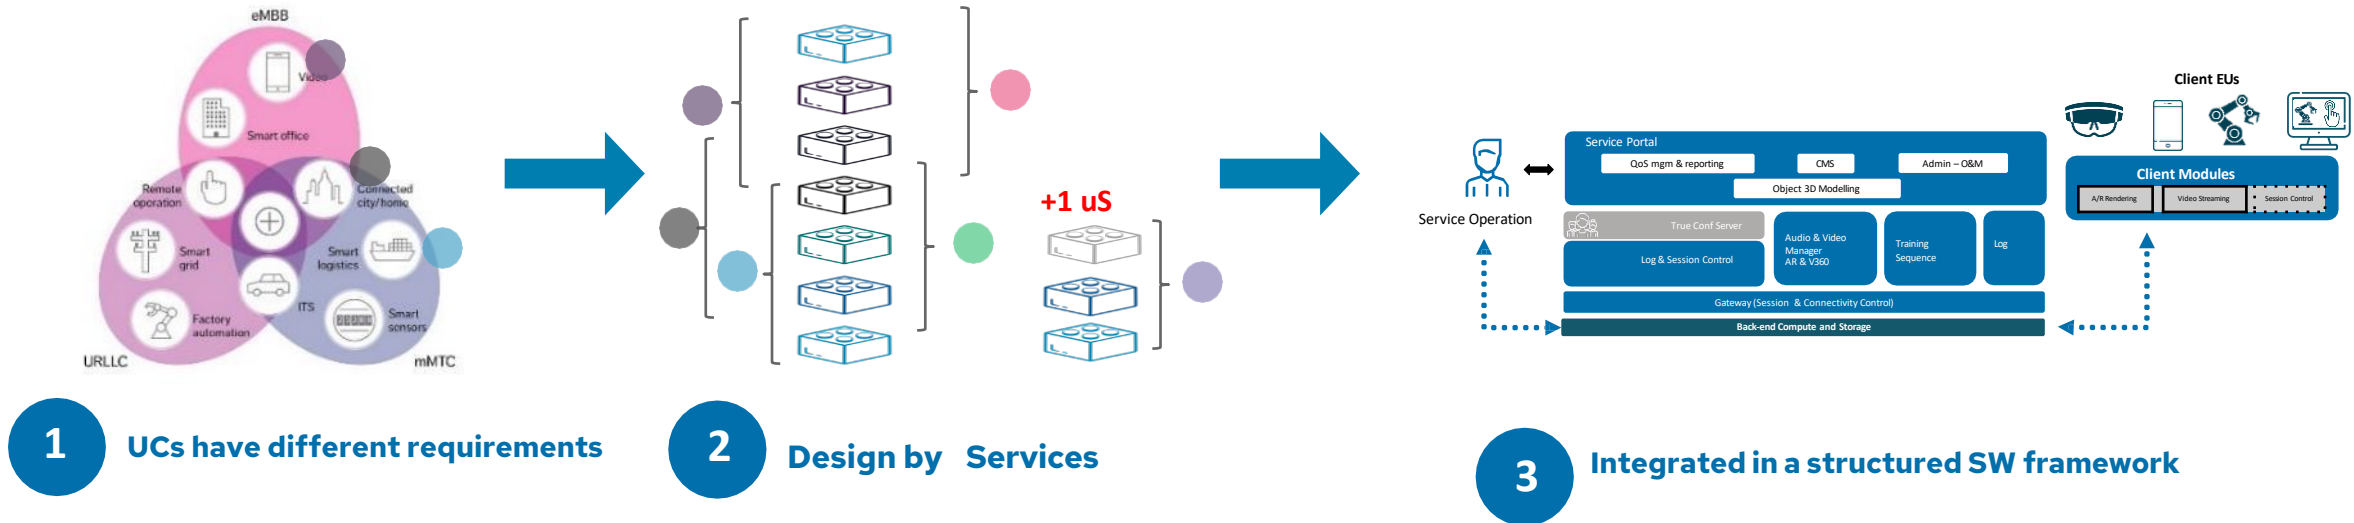 eMBB
Video
Smart office
Remote
operation
Connected
city/home
Smart
grid
Smart
logistics
ITS
Factory
automation
Smart
sensors
URLLC
mMTC
1
UCs have different requirements
+1 uS
2
Design by Services
Service Operation
Service Portal
QoS mgm & reporting
CMS
Admin – O&M
Object 3D Modelling
True Conf Server
Log & Session Control
Audio & Video
Manager
AR & V360
Training
Sequence
Log
Gateway (Session & Connectivity Control)
Back-end Compute and Storage
Client EUs
Client Modules
A/R Rendering
Video Streaming
Session Control
3
Integrated in a structured SW framework